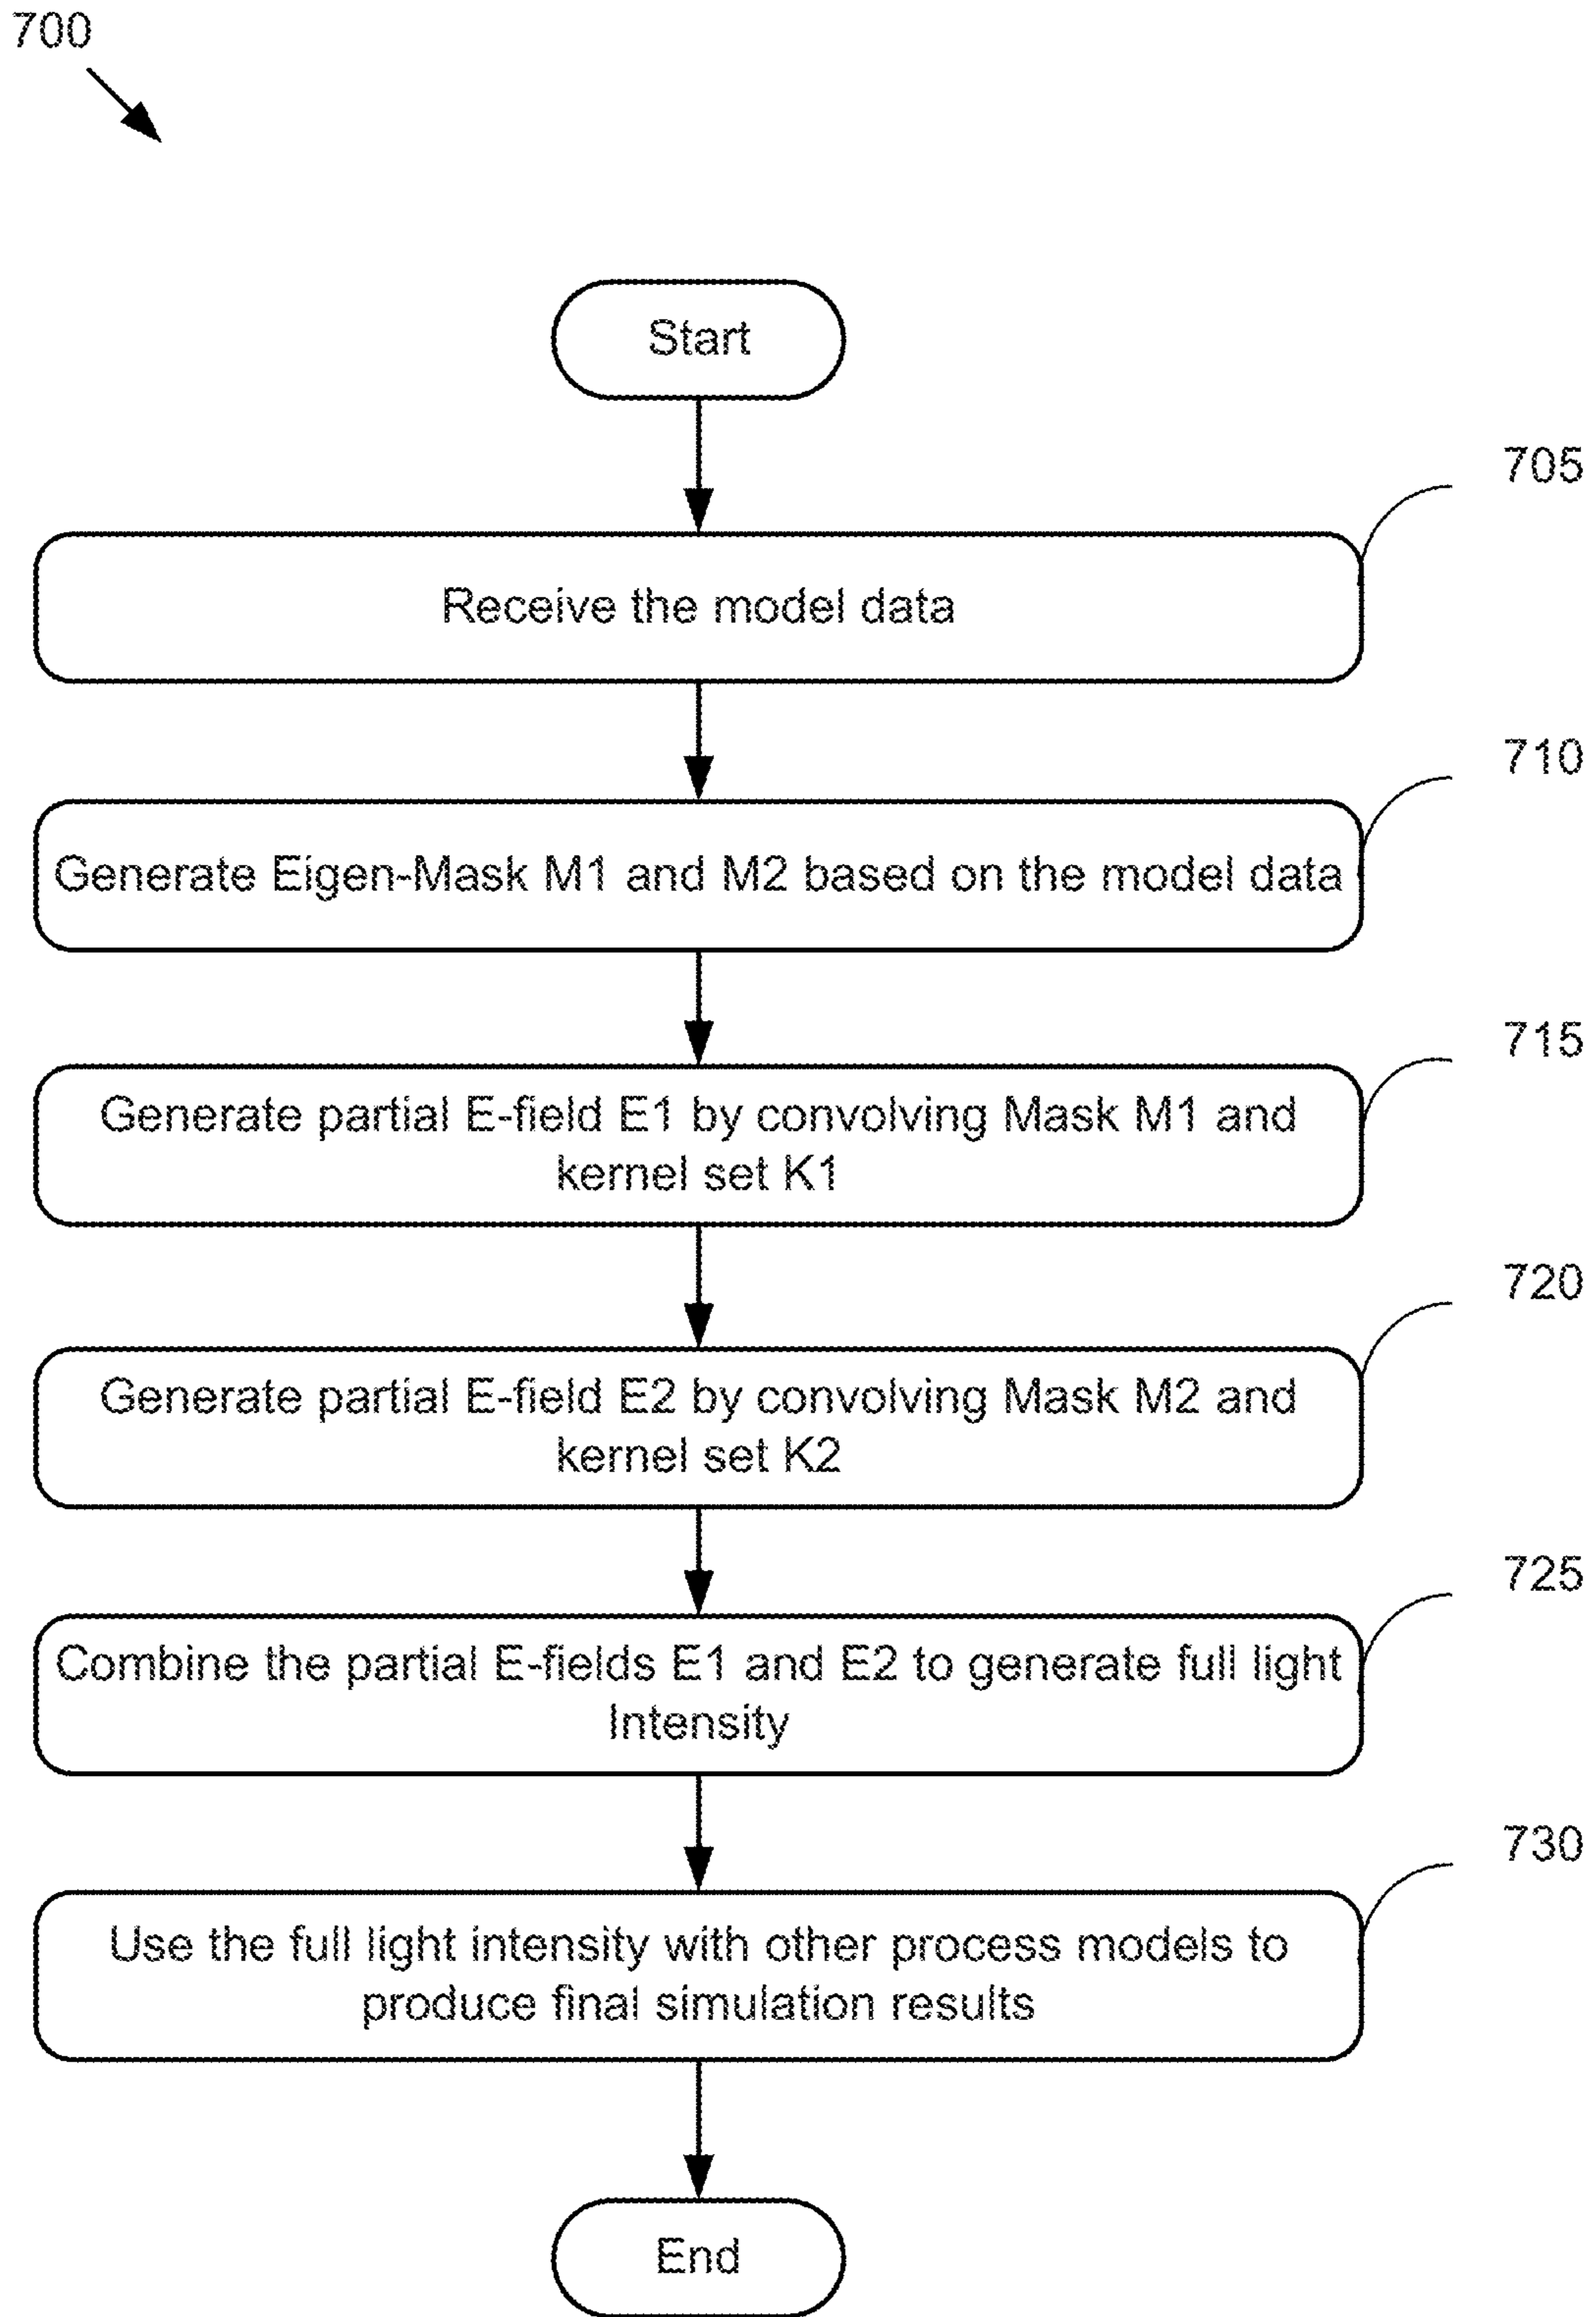 700
Start
705
Receive the model data
710
Generate Eigen-Mask M1 and M2 based on the model data
715
Generate partial E-field E1 by convolving Mask M1 and
kernel set K1
720
Generate partial E-field E2 by convolving Mask M2 and
kernel set K2
725
Combine the partial E-fields E1 and E2 to generate full light
Intensity
730
Use the full light intensity with other process models to
produce final simulation results
End